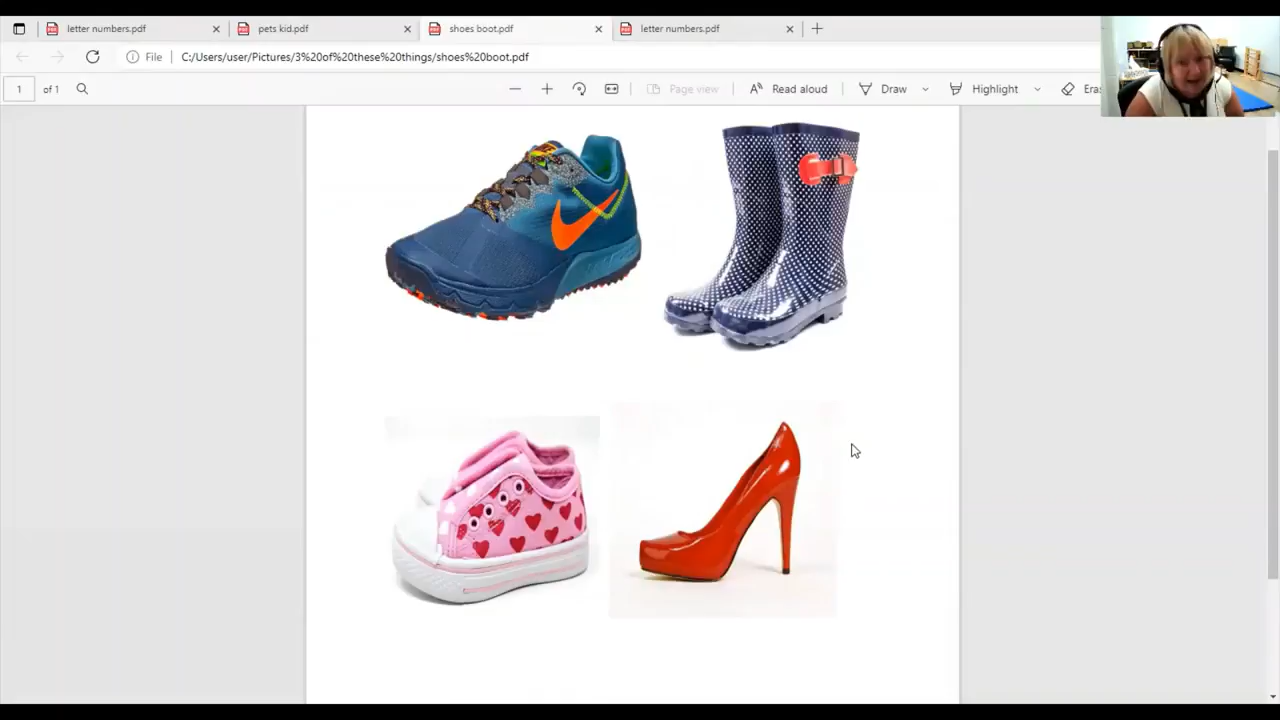 letter numbers.pdf
pets kid.pdf
shoes boot.pdf
letter numbers.pdf
File
C:/Users/user/Pictures/3%20of%20these%20things/shoes%20boot.pdf
1 of 1
Page view
Read aloud
Draw
Highlight
Eras